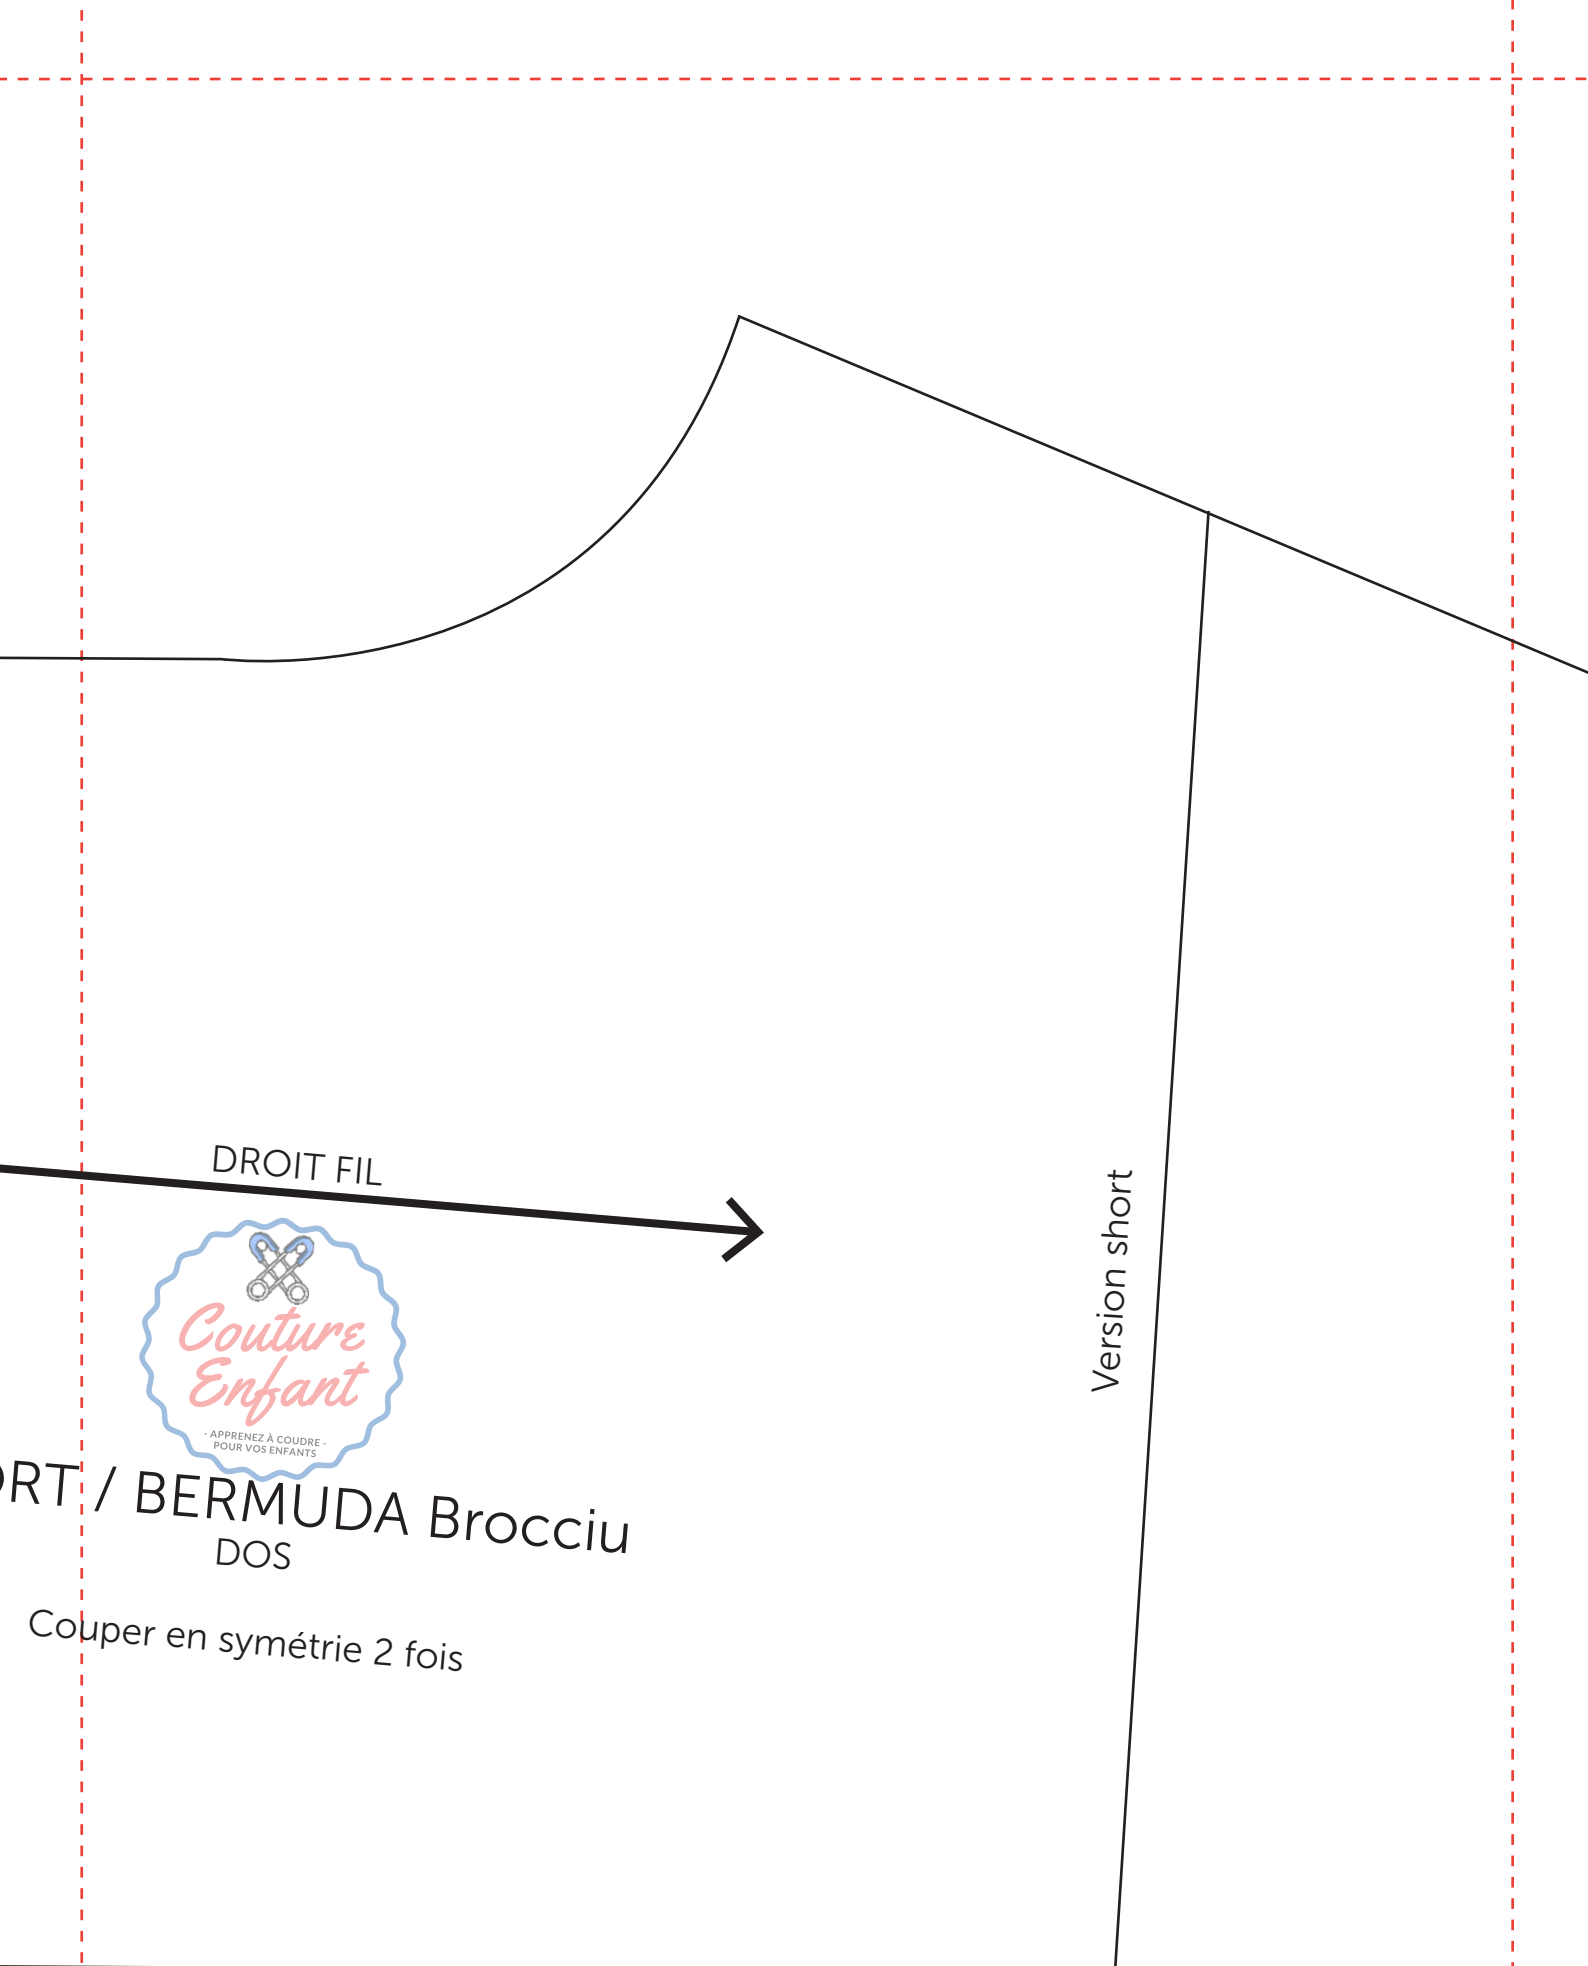 DROIT FIL
Couture
Enfant
- APPRENEZ À COUDRE -
POUR VOS ENFANTS
ORT / BERMUDA Brocciu
DOS
Couper en symétrie 2 fois
Version short